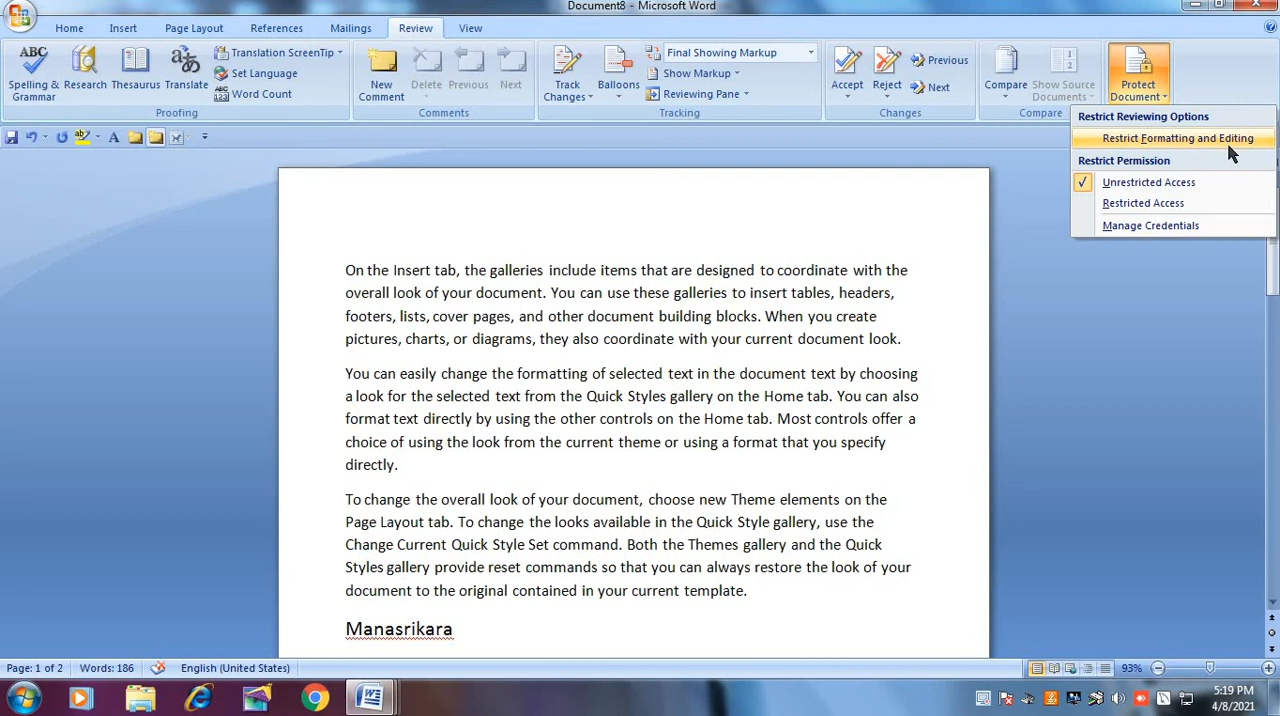 Document8 - Microsoft Word
Home Insert Page Layout References Mailings Review View
ABC Spelling & Grammar
Research
Thesaurus
Translate
Translation ScreenTip
Set Language
Word Count
Proofing
New Comment
Delete
Previous
Next
Comments
Track Changes
Balloons
Final Showing Markup
Show Markup
Reviewing Pane
Tracking
Accept
Reject
Previous
Next
Changes
Compare
Show Source Documents
Compare
Protect Document
Restrict Reviewing Options
Restrict Formatting and Editing
Restrict Permission
Unrestricted Access
Restricted Access
Manage Credentials
On the Insert tab, the galleries include items that are designed to coordinate with the
overall look of your document. You can use these galleries to insert tables, headers,
footers, lists, cover pages, and other document building blocks. When you create
pictures, charts, or diagrams, they also coordinate with your current document look.
You can easily change the formatting of selected text in the document text by choosing
a look for the selected text from the Quick Styles gallery on the Home tab. You can also
format text directly by using the other controls on the Home tab. Most controls offer a
choice of using the look from the current theme or using a format that you specify
directly.
To change the overall look of your document, choose new Theme elements on the
Page Layout tab. To change the looks available in the Quick Style gallery, use the
Change Current Quick Style Set command. Both the Themes gallery and the Quick
Styles gallery provide reset commands so that you can always restore the look of your
document to the original contained in your current template.
Manasrikara
Page: 1 of 2 Words: 186 English (United States) 93%
5:19 PM
4/8/2021